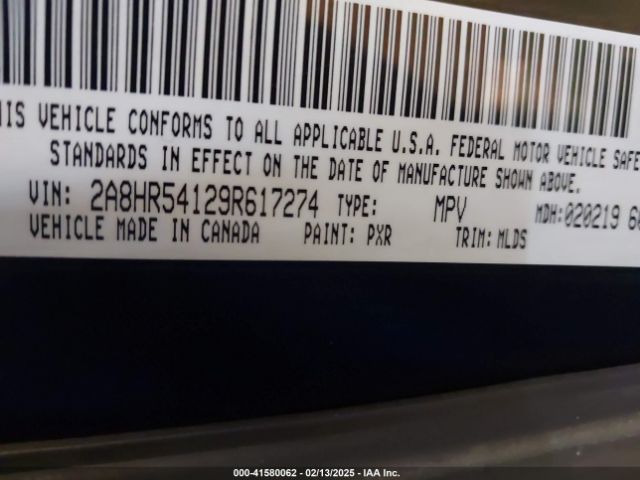 VEHICLE CONFORMS TO ALL APPLICABLE U.S.A. FEDERAL MOTOR VEHICLE
STANDARDS IN EFFECT ON THE DATE OF MANUFACTURE SHOWN ABOVE.
VIN: 2A8HR54129R617274 TYPE: MPV MDH:020219
VEHICLE MADE IN CANADA PAINT: PXR TRIM: MLDS
000-41580062 - 02/13/2025 - IAA Inc.